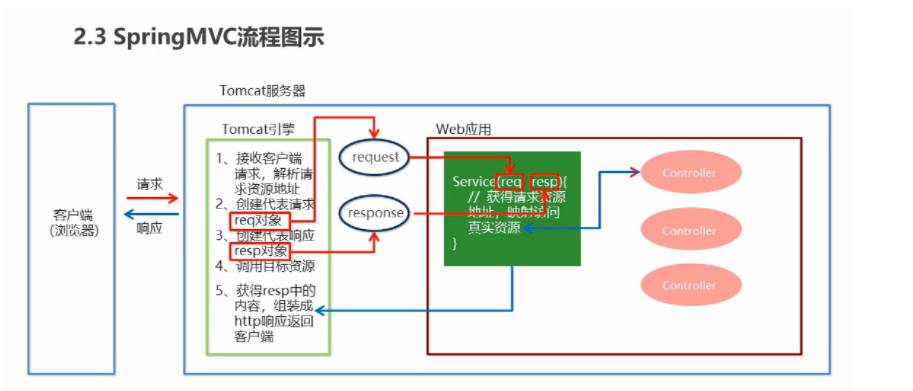 2.3 SpringMVC流程图示
Tomcat服务器
Tomcat引擎
Web应用
1、接收客户端
请求，解析请
求资源地址
2、创建代表请求
req对象
3、创建代表响应
resp对象
4、调用目标资源
5、获得resp中的
内容，组装成
http响应返回
客户端
请求
响应
客户端
(浏览器)
request
response
Service(req resp){
// 获得请求资源
地址，映射访问
真实资源
}
Controller
Controller
Controller